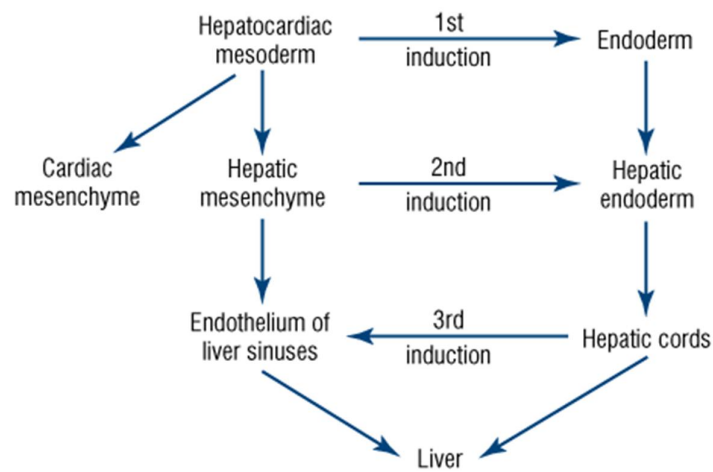 Hepatocardiac
mesoderm
1st
induction
Endoderm
Cardiac
mesenchyme
Hepatic
mesenchyme
2nd
induction
Hepatic
endoderm
Endothelium of
liver sinuses
3rd
induction
Hepatic cords
Liver